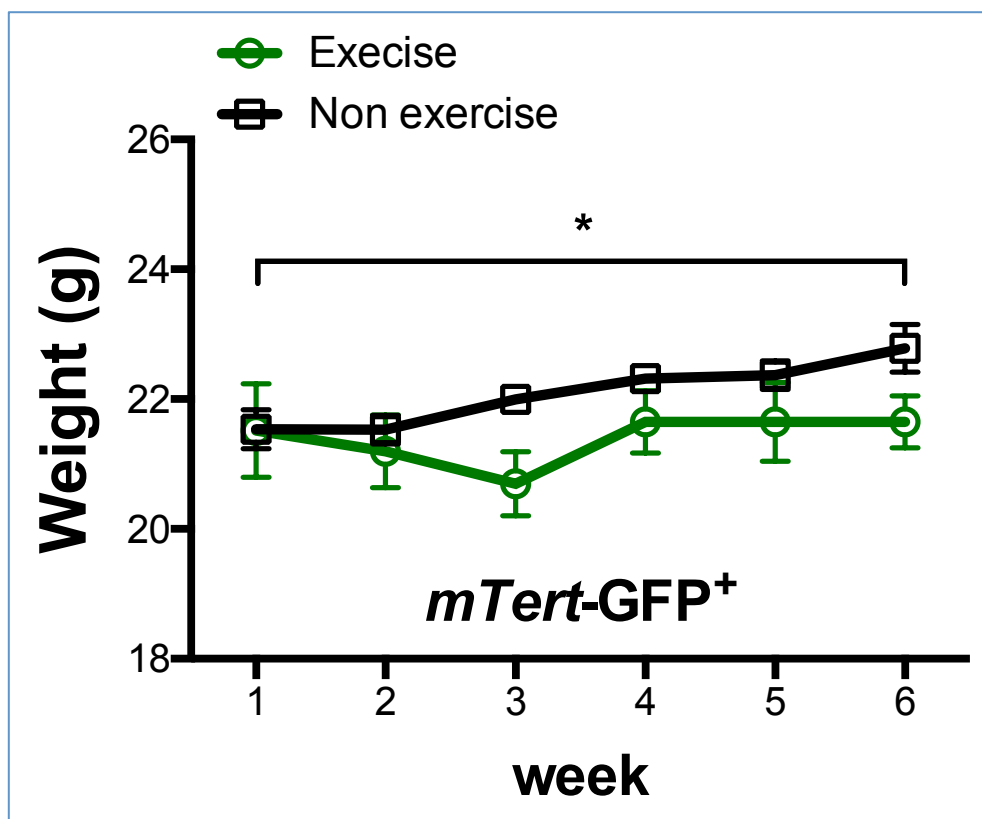 Execise
Non exercise
26
24
22
20
18
Weight (g)
*
mTert-GFP+
1 2 3 4 5 6
week